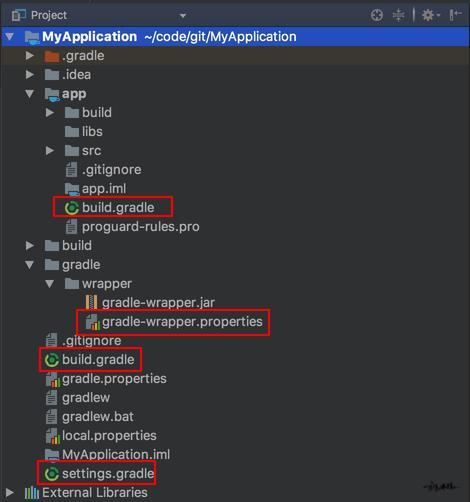 Project
MyApplication ~/code/git/MyApplication
.gradle
.idea
app
build
libs
src
.gitignore
app.iml
build.gradle
proguard-rules.pro
build
gradle
wrapper
gradle-wrapper.jar
gradle-wrapper.properties
.gitignore
build.gradle
gradle.properties
gradlew
gradlew.bat
local.properties
MyApplication.iml
settings.gradle
External Libraries